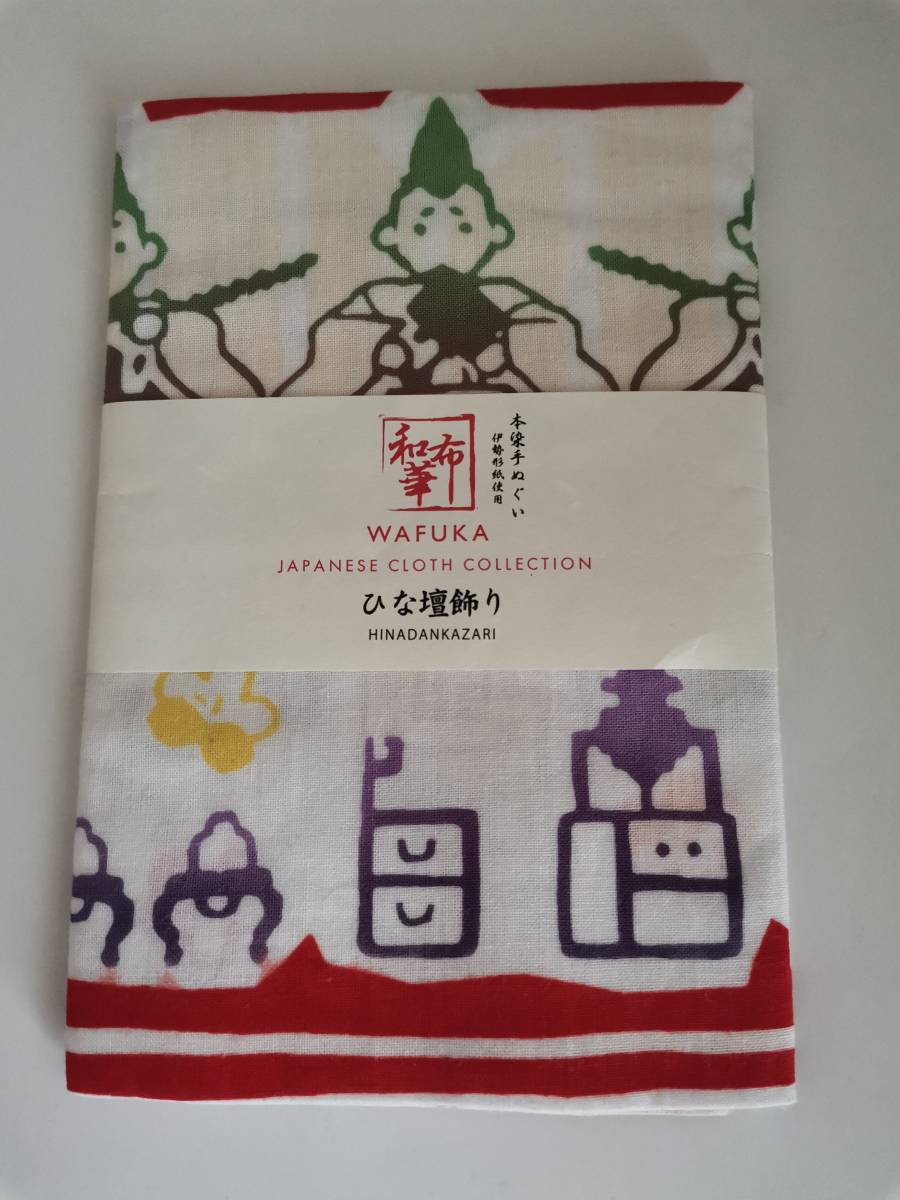 和布華
本染手ぬぐい
伊勢形紙使用
WAFUKA
JAPANESE CLOTH COLLECTION
ひな壇飾り
HINADANKAZARI